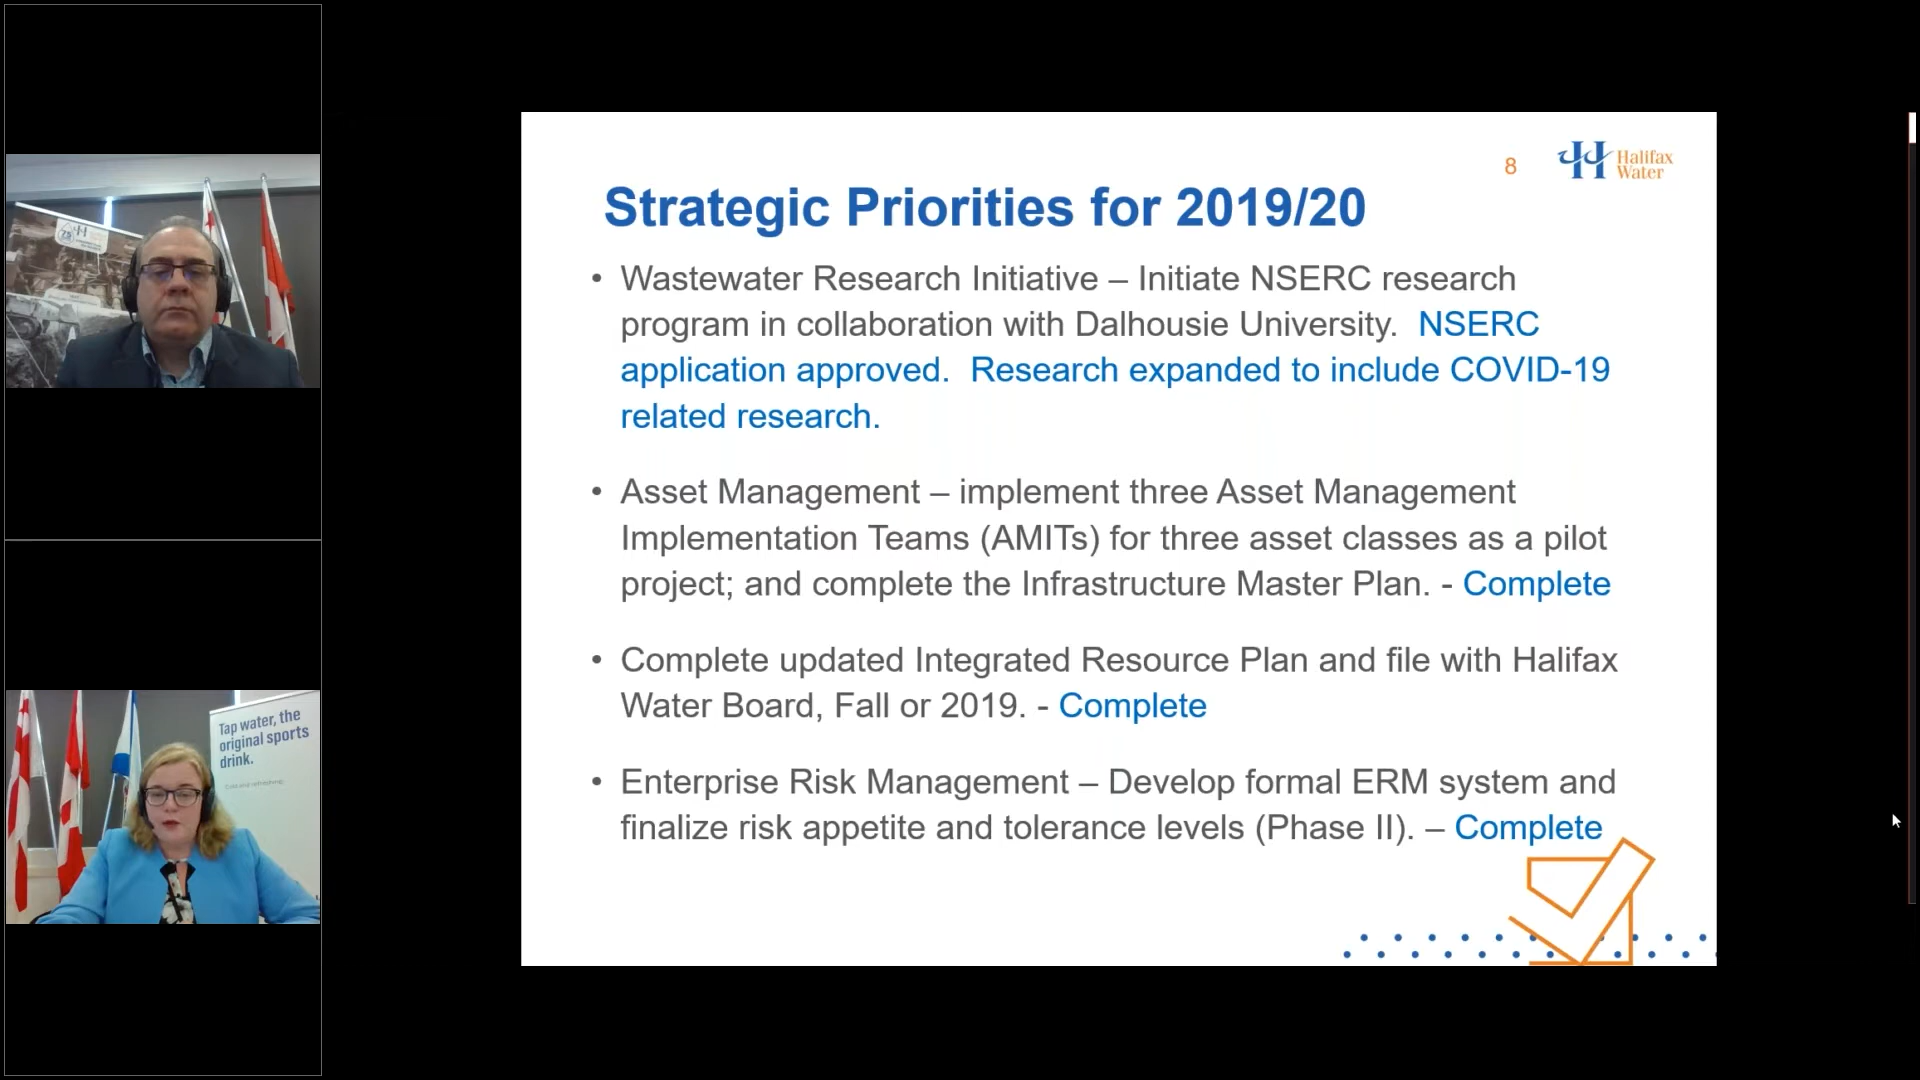 8
Halifax
Water
Strategic Priorities for 2019/20
• Wastewater Research Initiative – Initiate NSERC research
program in collaboration with Dalhousie University. NSERC
application approved. Research expanded to include COVID-19
related research.
• Asset Management – implement three Asset Management
Implementation Teams (AMITs) for three asset classes as a pilot
project; and complete the Infrastructure Master Plan. - Complete
• Complete updated Integrated Resource Plan and file with Halifax
Water Board, Fall or 2019. - Complete
• Enterprise Risk Management – Develop formal ERM system and
finalize risk appetite and tolerance levels (Phase II). – Complete
75
Tap water, the
original sports
drink.